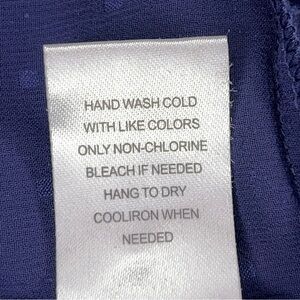 HAND WASH COLD
WITH LIKE COLORS
ONLY NON-CHLORINE
BLEACH IF NEEDED
HANG TO DRY
COOLIRON WHEN
NEEDED